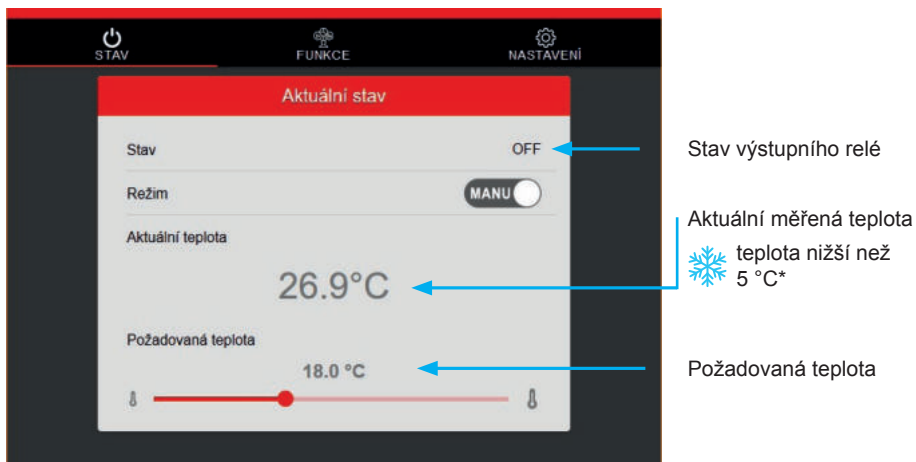 STAV
FUNKCE
NASTAVENÍ
Aktuální stav
Stav
OFF
Stav výstupního relé
Režim
MANU
Aktuální měřená teplota
Aktuální teplota
teplota nižší než
5 °C*
26.9°C
Požadovaná teplota
18.0 °C
Požadovaná teplota